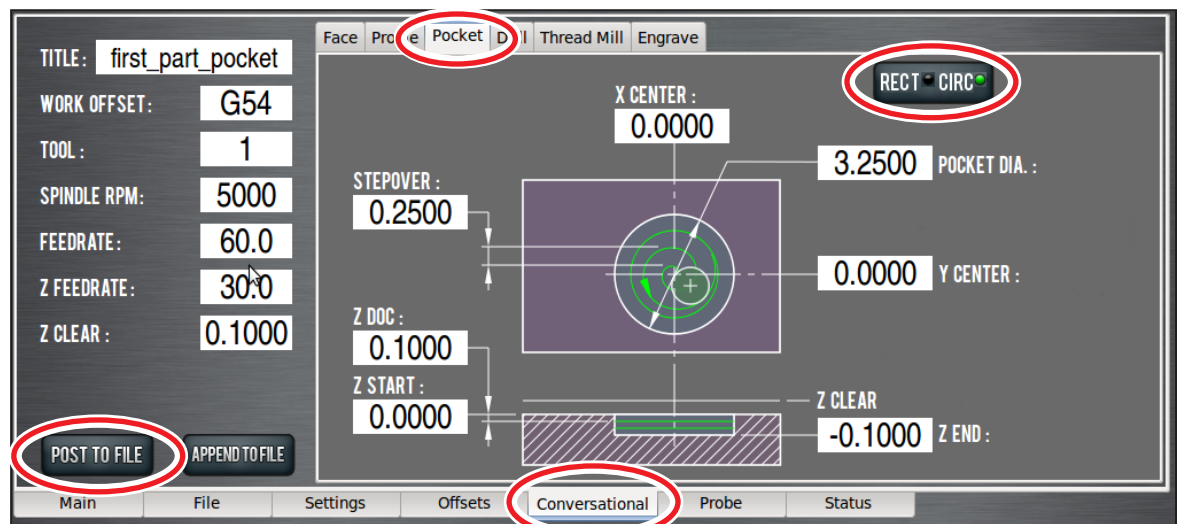 TITLE: first_part_pocket
WORK OFFSET: G54
TOOL : 1
SPINDLE RPM: 5000
FEEDRATE: 60.0
Z FEEDRATE: 30.0
Z CLEAR : 0.1000
POST TO FILE
APPEND TO FILE
Face Probe Pocket Drill Thread Mill Engrave
RECT CIRC
X CENTER :
0.0000
3.2500 POCKET DIA. :
STEPOVER :
0.2500
0.0000 Y CENTER :
Z DOC :
0.1000
Z START :
0.0000
Z CLEAR
-0.1000 Z END :
Main File Settings Offsets Conversational Probe Status